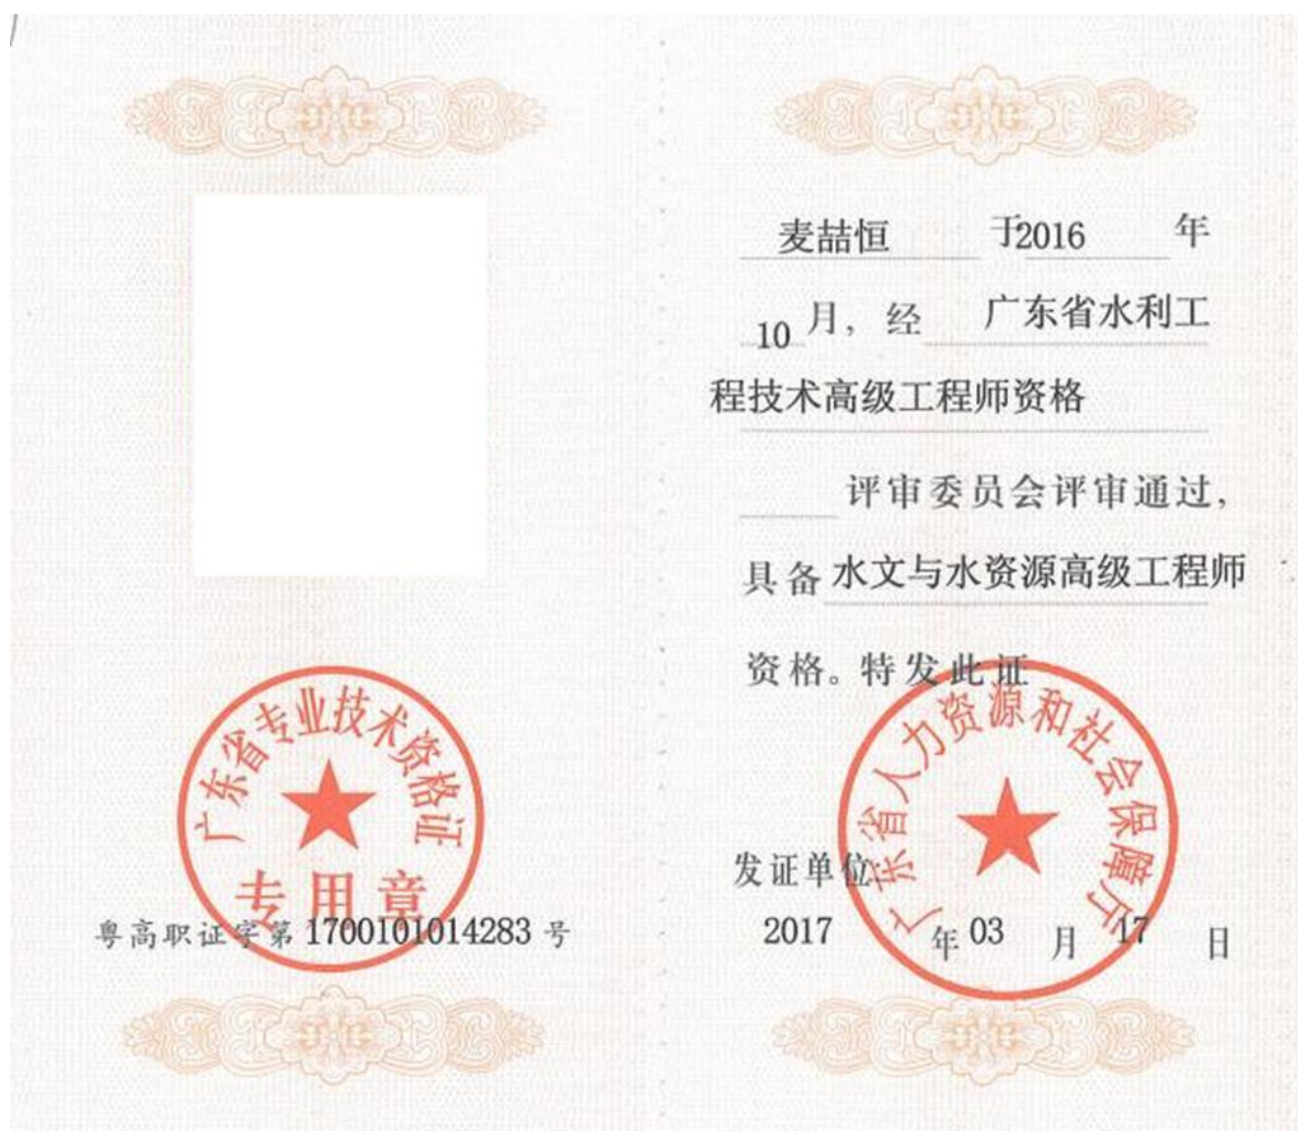 广东省专业技术资格证
专用章
粤高职证字第 1700101014283 号
麦喆恒 于2016 年
10 月，经 广东省水利工
程技术高级工程师资格
评审委员会评审通过，
具备 水文与水资源高级工程师
资格。特发此证
广东省人力资源和社会保障厅
发证单位：
2017 年 03 月 17 日